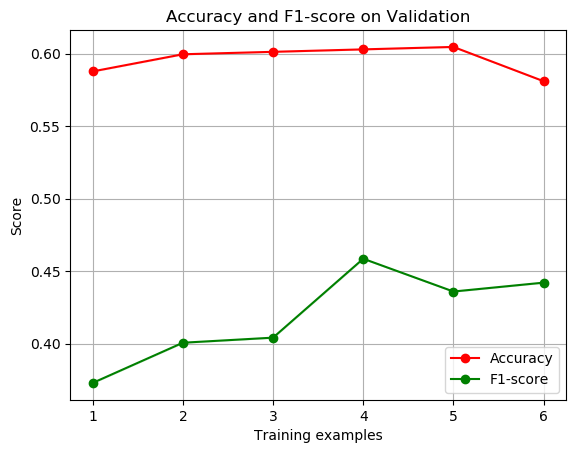 Accuracy and F1-score on Validation
Score
0.60
0.55
0.50
0.45
0.40
1 2 3 4 5 6
Training examples
Accuracy
F1-score